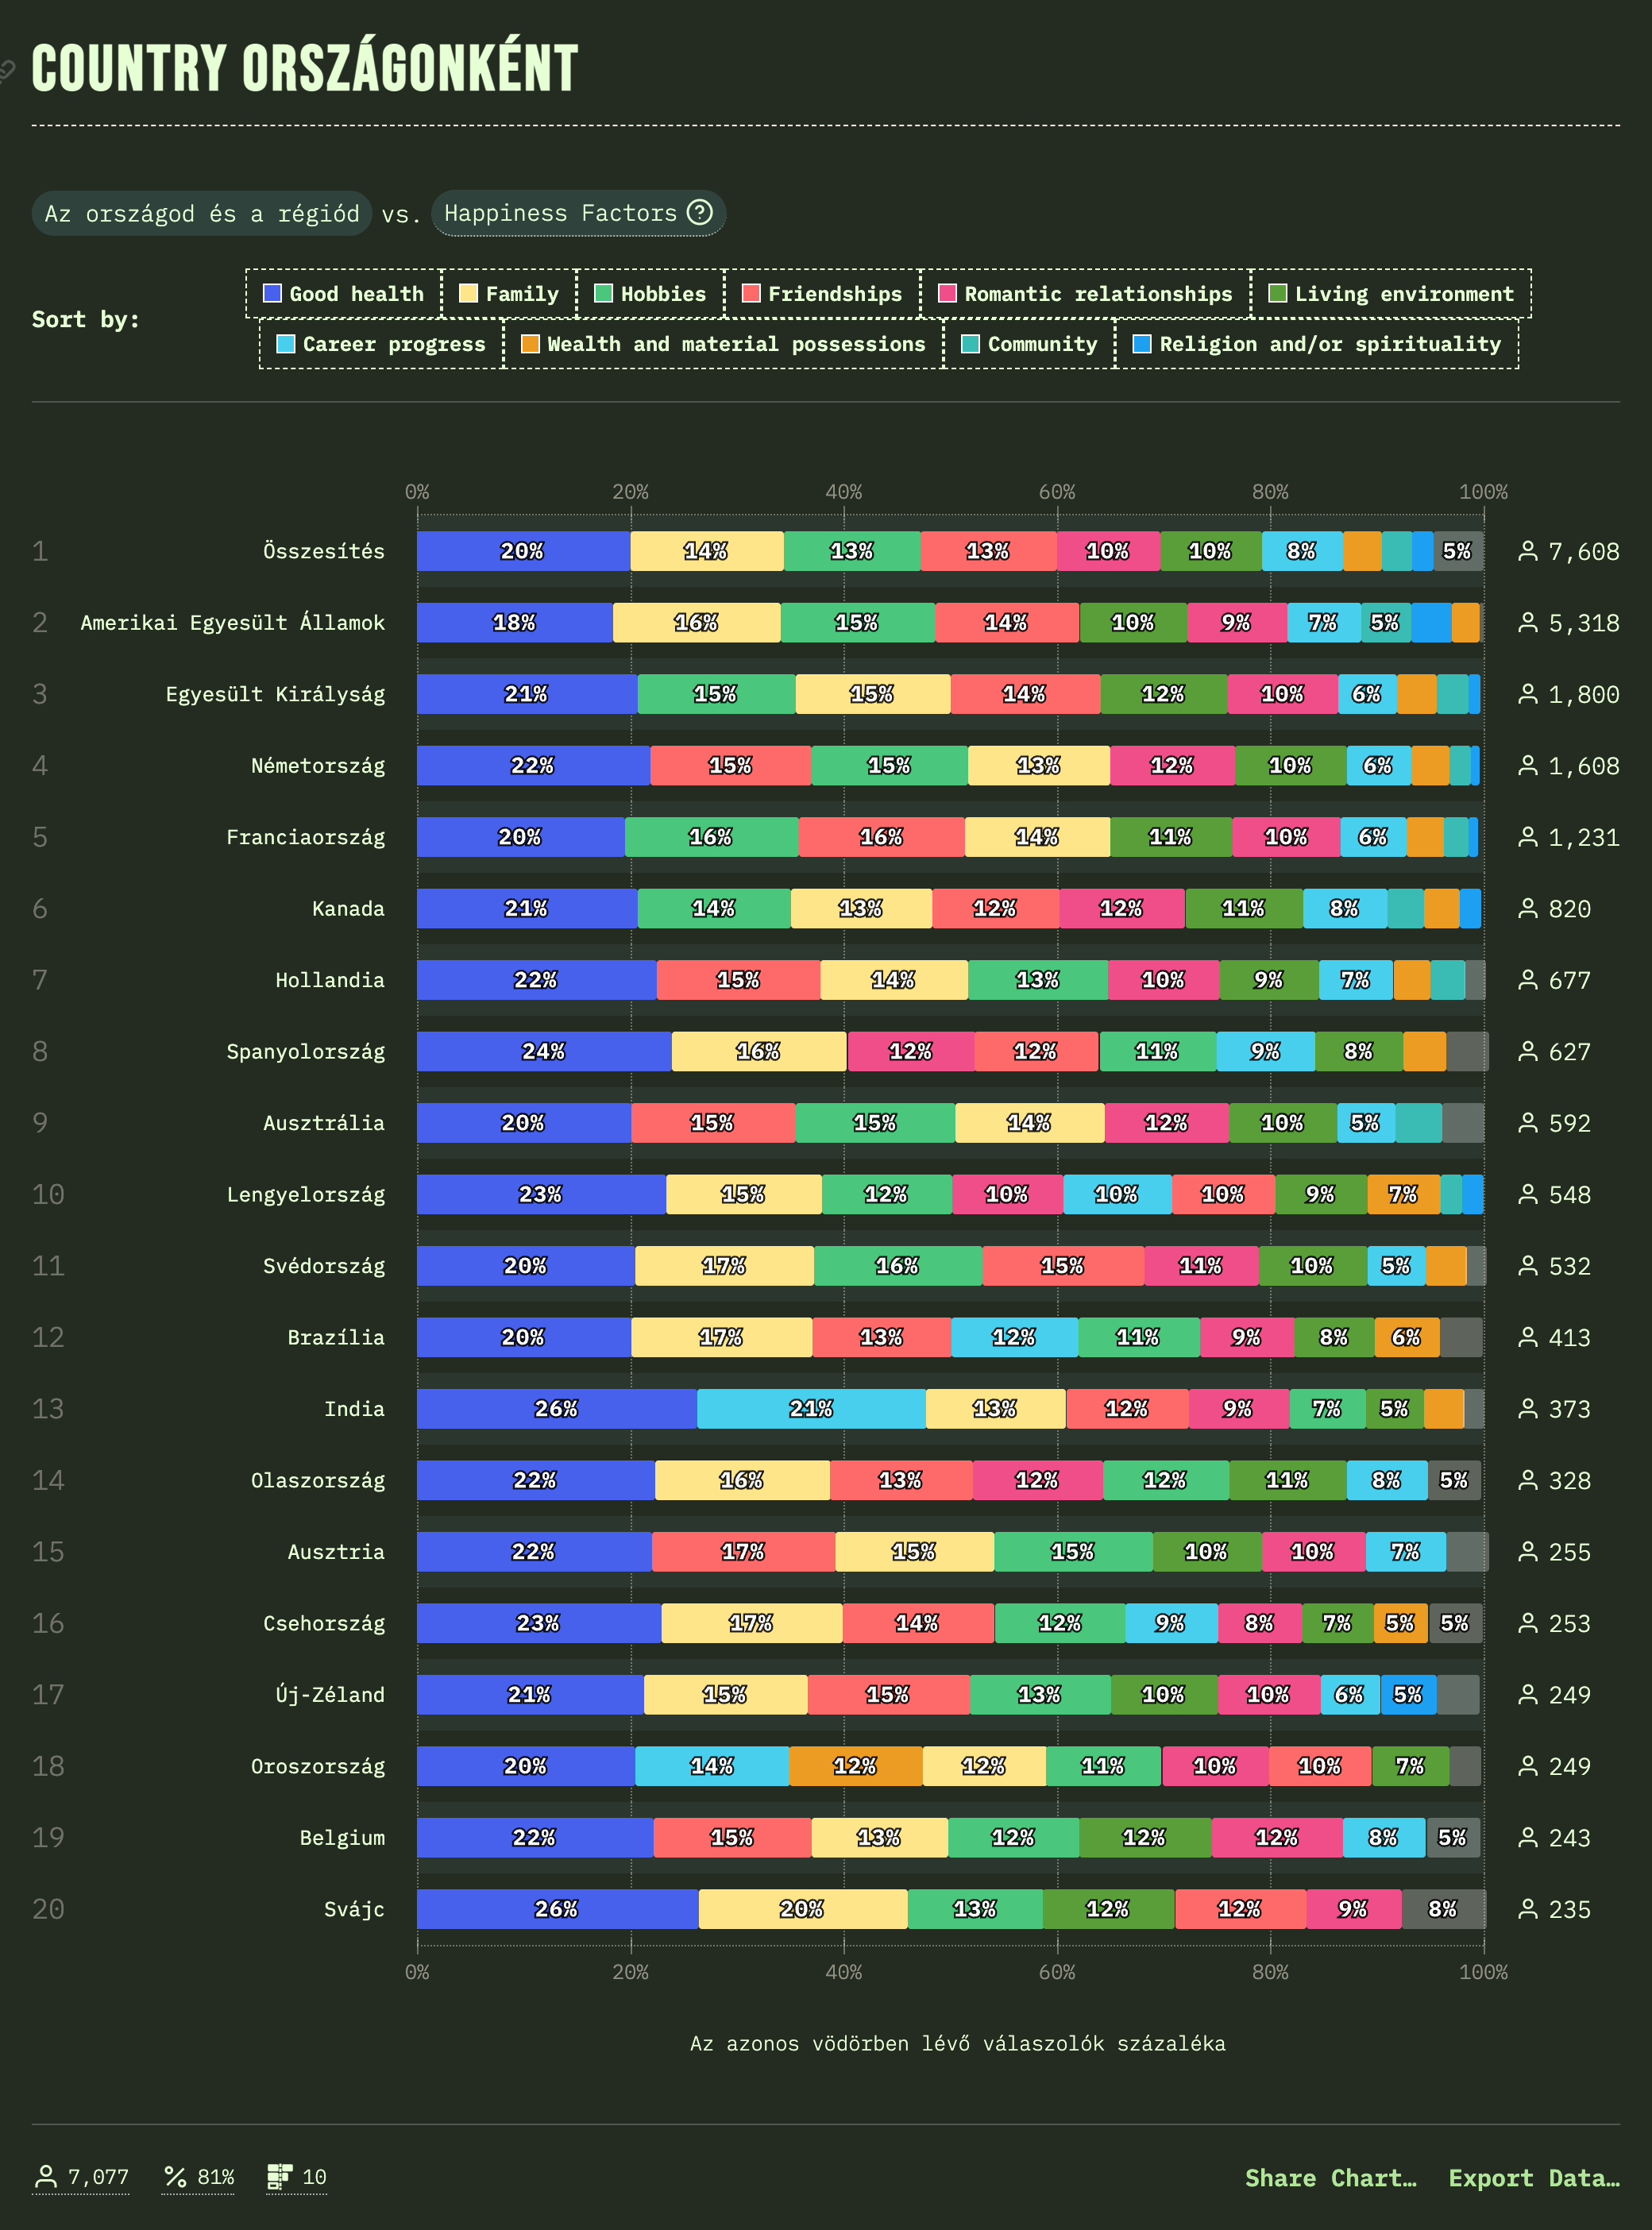 COUNTRY ORSZÁGONKÉNT
Az országod és a régiód vs. Happiness Factors ?
Sort by:
Good health Family Hobbies Friendships Romantic relationships Living environment
Career progress Wealth and material possessions Community Religion and/or spirituality
0% 20% 40% 60% 80% 100%
1 Összesítés 20% 14% 13% 13% 10% 10% 8% 5% 7,608
2 Amerikai Egyesült Államok 18% 16% 15% 14% 10% 9% 7% 5% 5,318
3 Egyesült Királyság 21% 15% 15% 14% 12% 10% 6% 1,800
4 Németország 22% 15% 15% 13% 12% 10% 6% 1,608
5 Franciaország 20% 16% 16% 14% 11% 10% 6% 1,231
6 Kanada 21% 14% 13% 12% 12% 11% 8% 820
7 Hollandia 22% 15% 14% 13% 10% 9% 7% 677
8 Spanyolország 24% 16% 12% 12% 11% 9% 8% 627
9 Ausztrália 20% 15% 15% 14% 12% 10% 5% 592
10 Lengyelország 23% 15% 12% 10% 10% 10% 9% 7% 548
11 Svédország 20% 17% 16% 15% 11% 10% 5% 532
12 Brazília 20% 17% 13% 12% 11% 9% 8% 6% 413
13 India 26% 21% 13% 12% 9% 7% 5% 373
14 Olaszország 22% 16% 13% 12% 12% 11% 8% 5% 328
15 Ausztria 22% 17% 15% 15% 10% 10% 7% 255
16 Csehország 23% 17% 14% 12% 9% 8% 7% 5% 5% 253
17 Új-Zéland 21% 15% 15% 13% 10% 10% 6% 5% 249
18 Oroszország 20% 14% 12% 12% 11% 10% 10% 7% 249
19 Belgium 22% 15% 13% 12% 12% 12% 8% 5% 243
20 Svájc 26% 20% 13% 12% 12% 9% 8% 235
0% 20% 40% 60% 80% 100%
Az azonos vödörben lévő válaszolók százaléka
7,077 81% 10 Share Chart… Export Data…